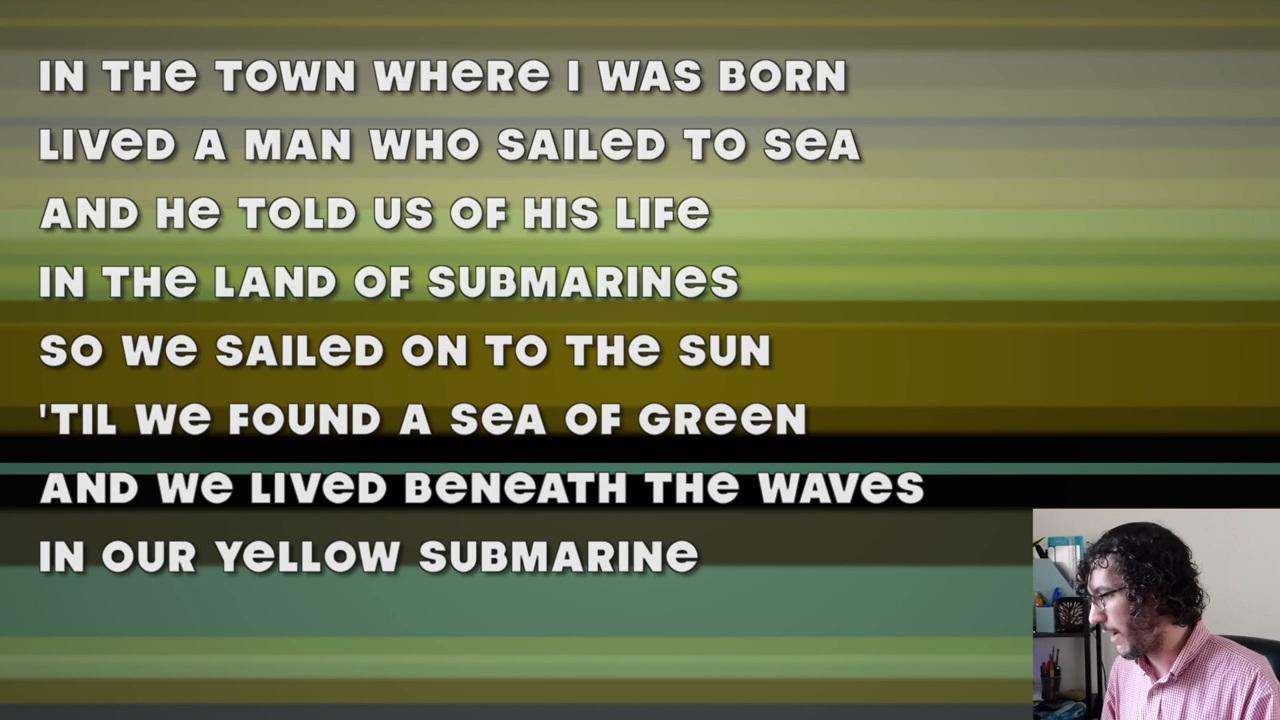 IN THE TOWN WHERE I WAS BORN
LIVED A MAN WHO SAILED TO SEA
AND HE TOLD US OF HIS LIFE
IN THE LAND OF SUBMARINES
SO WE SAILED ON TO THE SUN
'TIL WE FOUND A SEA OF GREEN
AND WE LIVED BENEATH THE WAVES
IN OUR YELLOW SUBMARINE